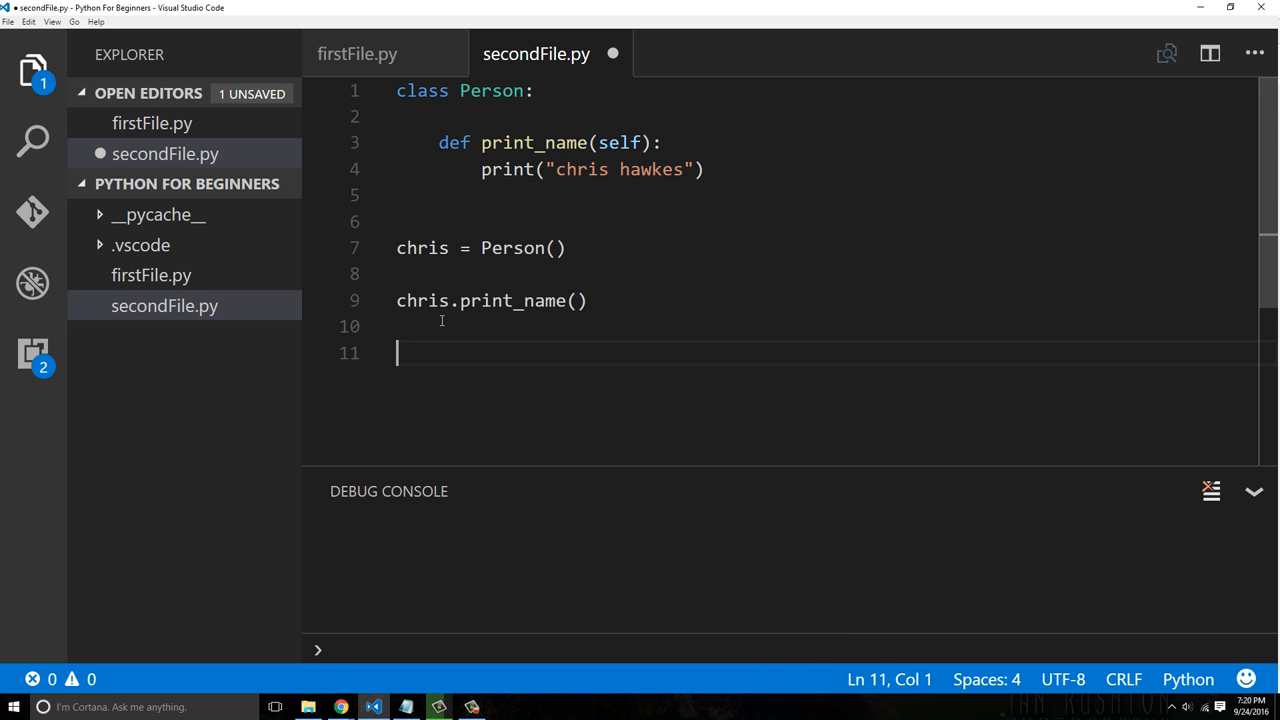 secondFile.py - Python For Beginners - Visual Studio Code
File Edit View Go Help
EXPLORER
OPEN EDITORS 1 UNSAVED
firstFile.py
secondFile.py
PYTHON FOR BEGINNERS
__pycache__
.vscode
firstFile.py
secondFile.py
1
2
firstFile.py secondFile.py
1 class Person:
2
3 def print_name(self):
4 print("chris hawkes")
5
6
7 chris = Person()
8
9 chris.print_name()
10
11
DEBUG CONSOLE
0 0 Ln 11, Col 1 Spaces: 4 UTF-8 CRLF Python
I'm Cortana. Ask me anything.
7:20 PM
9/24/2016